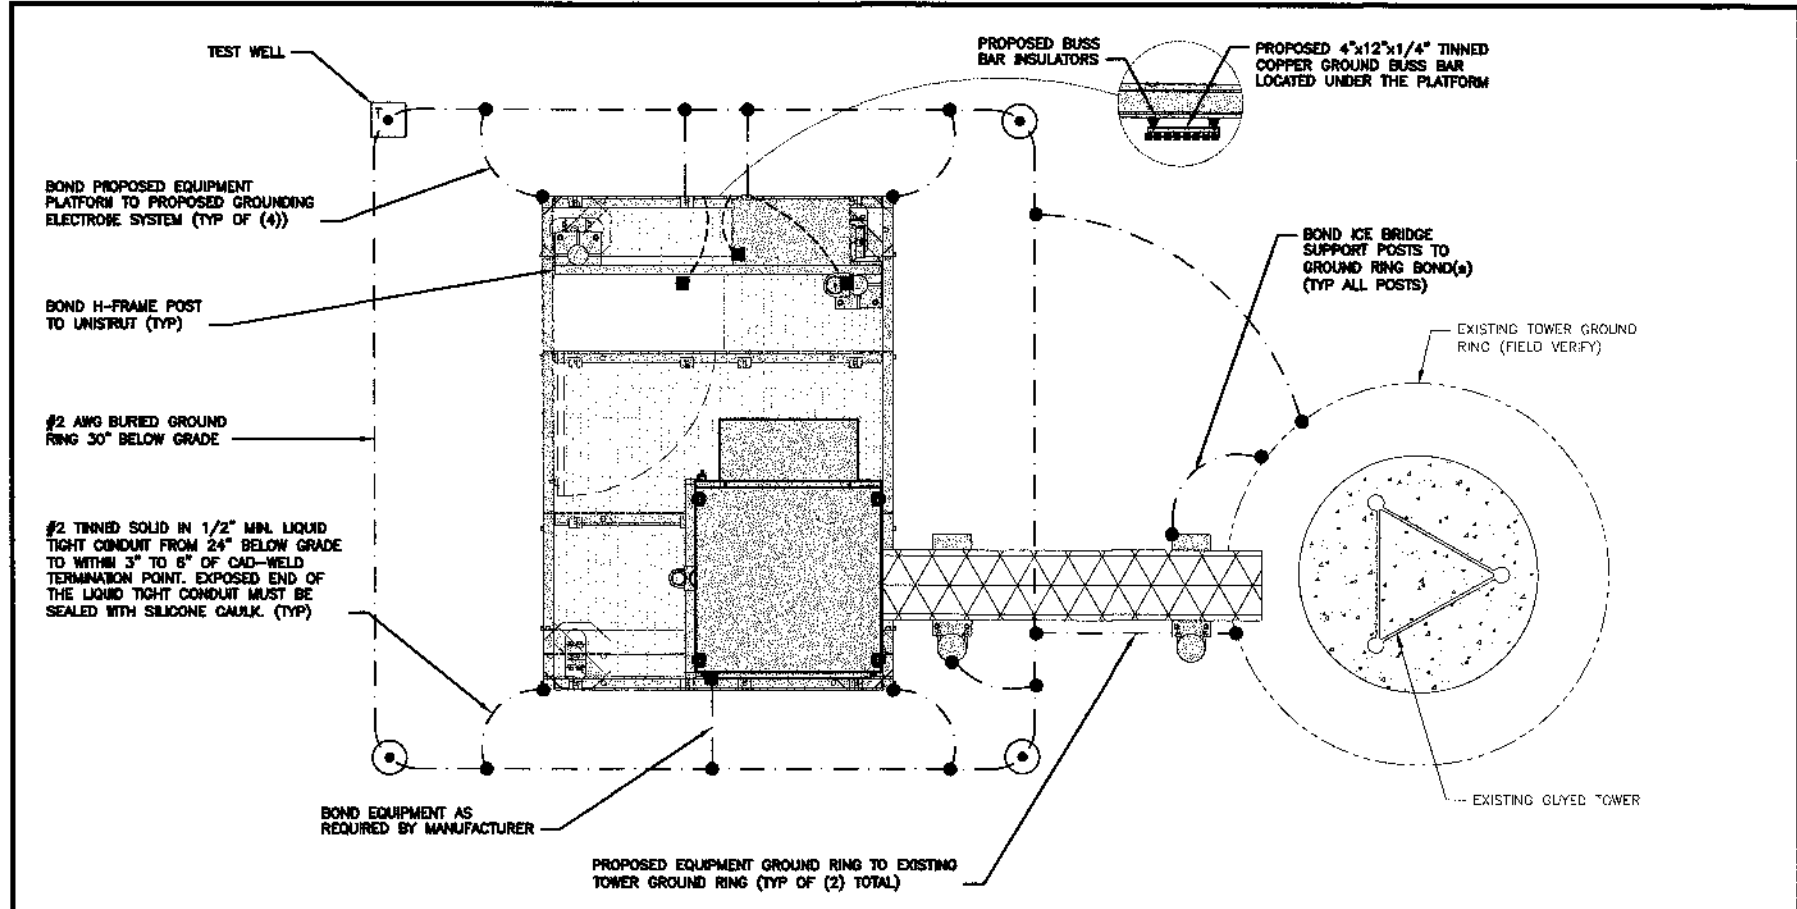 TEST WELL
PROPOSED BUSS
BAR INSULATORS
PROPOSED 4"x12"x1/4" TINNED
COPPER GROUND BUSS BAR
LOCATED UNDER THE PLATFORM
T
BOND PROPOSED EQUIPMENT
PLATFORM TO PROPOSED GROUNDING
ELECTRODE SYSTEM (TYP OF (4))
BOND ICE BRIDGE
SUPPORT POSTS TO
GROUND RING BOND(s)
(TYP ALL POSTS)
BOND H-FRAME POST
TO UNISTRUT (TYP)
EXISTING TOWER GROUND
RING (FIELD VERIFY)
#2 AWG BURIED GROUND
RING 30" BELOW GRADE
#2 TINNED SOLID IN 1/2" MIN. LIQUID
TIGHT CONDUIT FROM 24" BELOW GRADE
TO WITHIN 3" TO 6" OF CAD-WELD
TERMINATION POINT. EXPOSED END OF
THE LIQUID TIGHT CONDUIT MUST BE
SEALED WITH SILICONE CAULK. (TYP)
EXISTING GUYED TOWER
BOND EQUIPMENT AS
REQUIRED BY MANUFACTURER
PROPOSED EQUIPMENT GROUND RING TO EXISTING
TOWER GROUND RING (TYP OF (2) TOTAL)